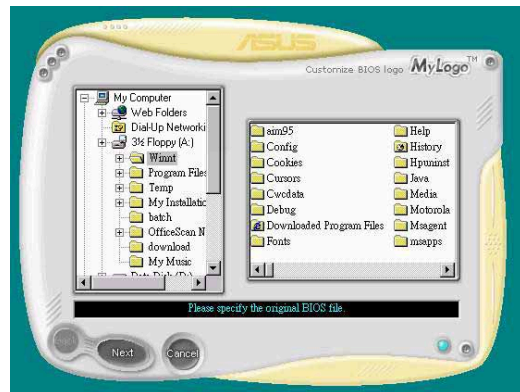 ASUS
Customize BIOS logo MyLogo™
My Computer
Web Folders
Dial-Up Networki
3½ Floppy (A:)
Winnt
Program Files
Temp
My Installatic
batch
OfficeScan N
download
My Music
Data Disk (D:)
aim95
Config
Cookies
Cursors
Cwcdata
Debug
Downloaded Program Files
Fonts
Help
History
Hpuninst
Java
Media
Motorola
Msagent
msapps
Please specify the original BIOS file.
Next
Cancel